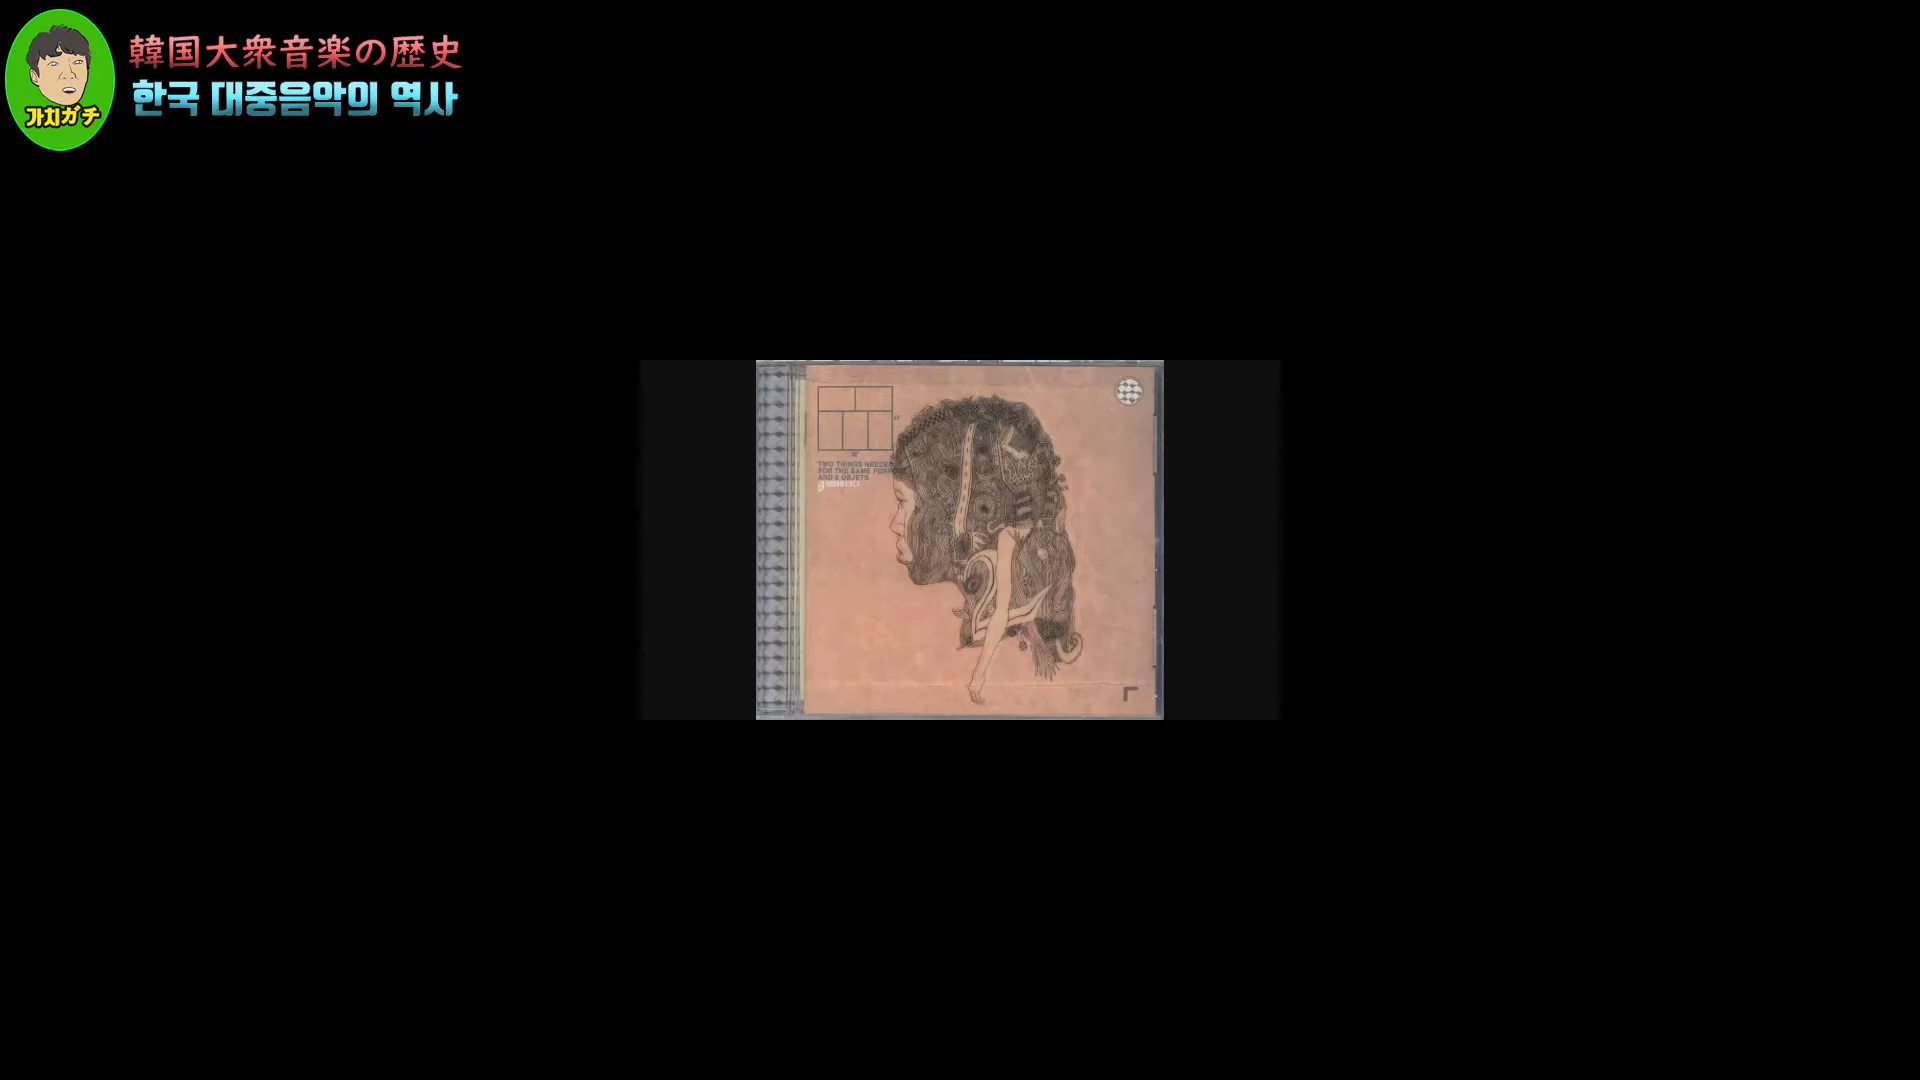 韓国大衆音楽の歴史
한국 대중음악의 역사
가치ガチ
TWO THINGS NEEDED
FOR THE SAME
AND 5 OBJETS